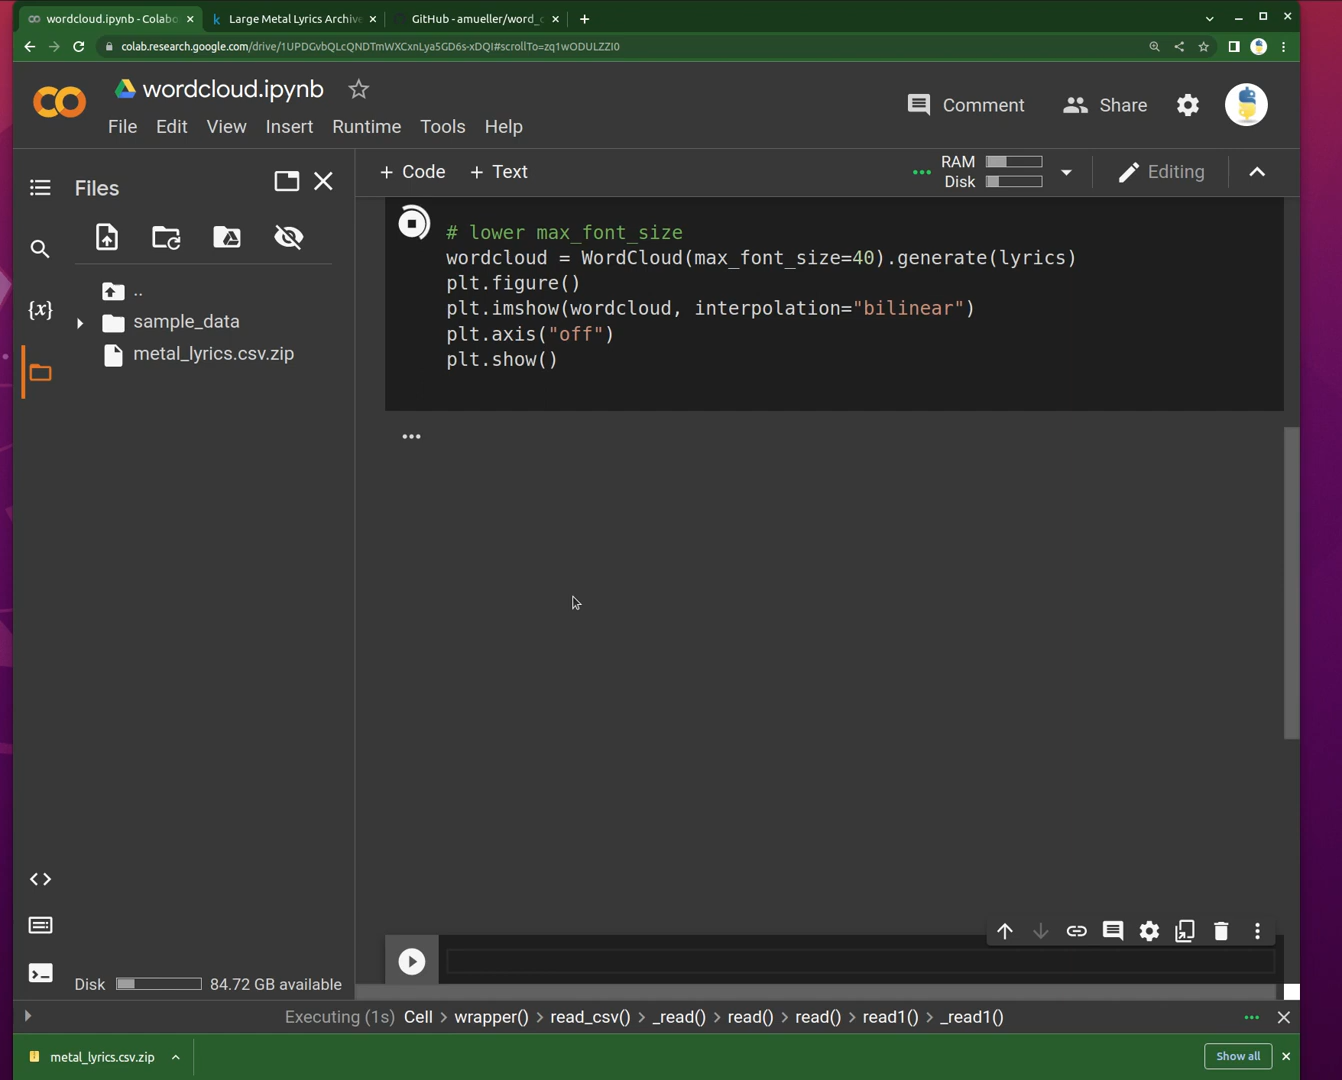 wordcloud.ipynb - Colabo
Large Metal Lyrics Archive
GitHub - amueller/word_c
colab.research.google.com/drive/1UPDGvbQLcQNDTmWXCxnLya5GD6s-xDQI#scrollTo=zq1wODULZZI0
wordcloud.ipynb
Comment
Share
File Edit View Insert Runtime Tools Help
Files
+ Code + Text
RAM
Disk
Editing
{x}
..
sample_data
metal_lyrics.csv.zip
# lower max_font_size
wordcloud = WordCloud(max_font_size=40).generate(lyrics)
plt.figure()
plt.imshow(wordcloud, interpolation="bilinear")
plt.axis("off")
plt.show()
Disk 84.72 GB available
Executing (1s) Cell > wrapper() > read_csv() > _read() > read() > read() > read1() > _read1()
metal_lyrics.csv.zip
Show all